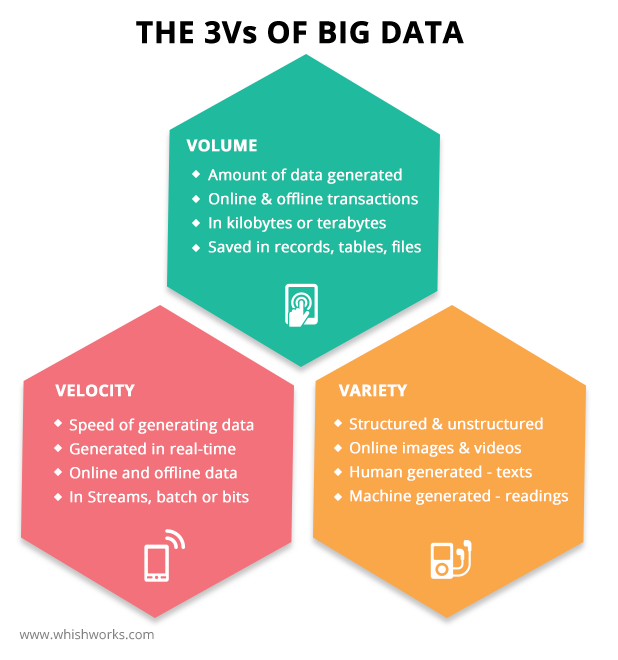 THE 3Vs OF BIG DATA
VOLUME
Amount of data generated
Online & offline transactions
In kilobytes or terabytes
Saved in records, tables, files
VELOCITY
Speed of generating data
Generated in real-time
Online and offline data
In Streams, batch or bits
VARIETY
Structured & unstructured
Online images & videos
Human generated - texts
Machine generated - readings
www.whishworks.com